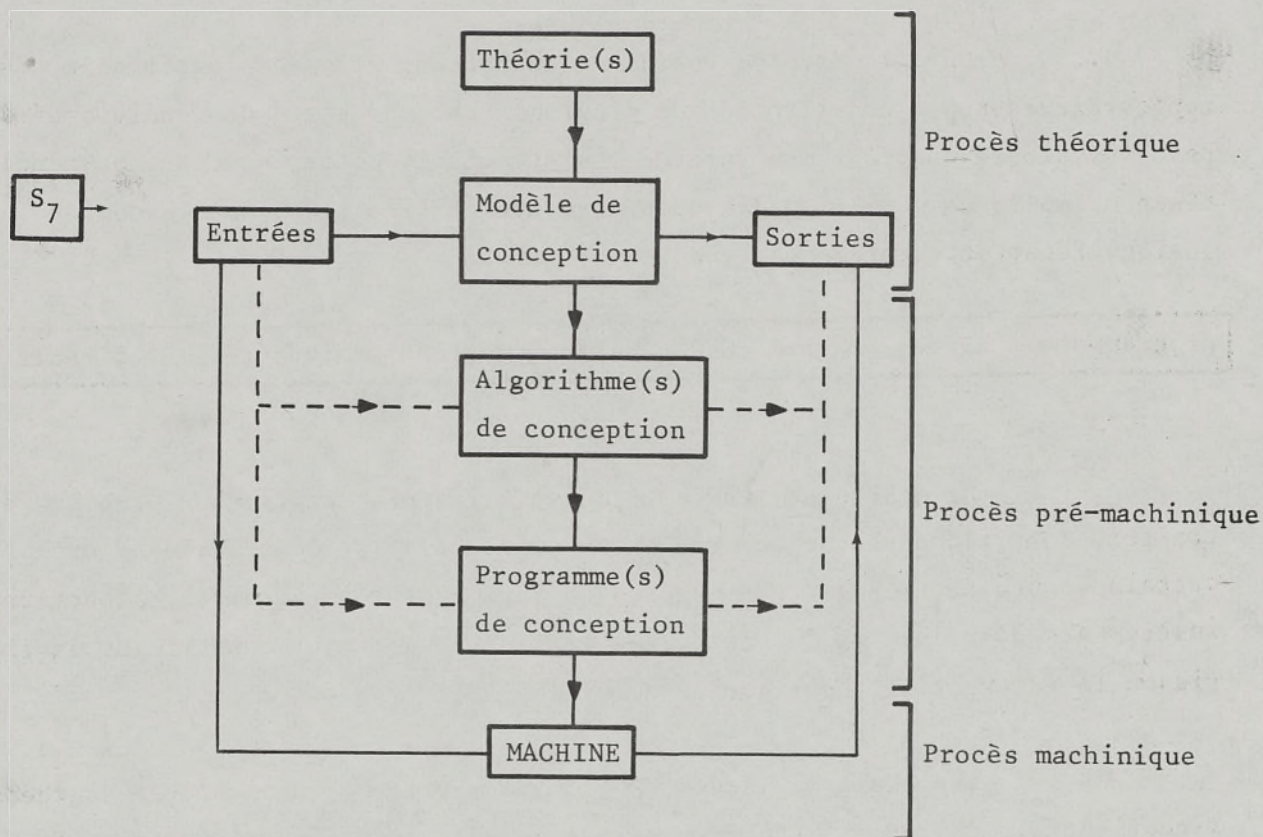 Théorie(s)
Procès théorique
S7
Entrées
Modèle de
conception
Sorties
Algorithme(s)
de conception
Procès pré-machinique
Programme(s)
de conception
MACHINE
Procès machinique